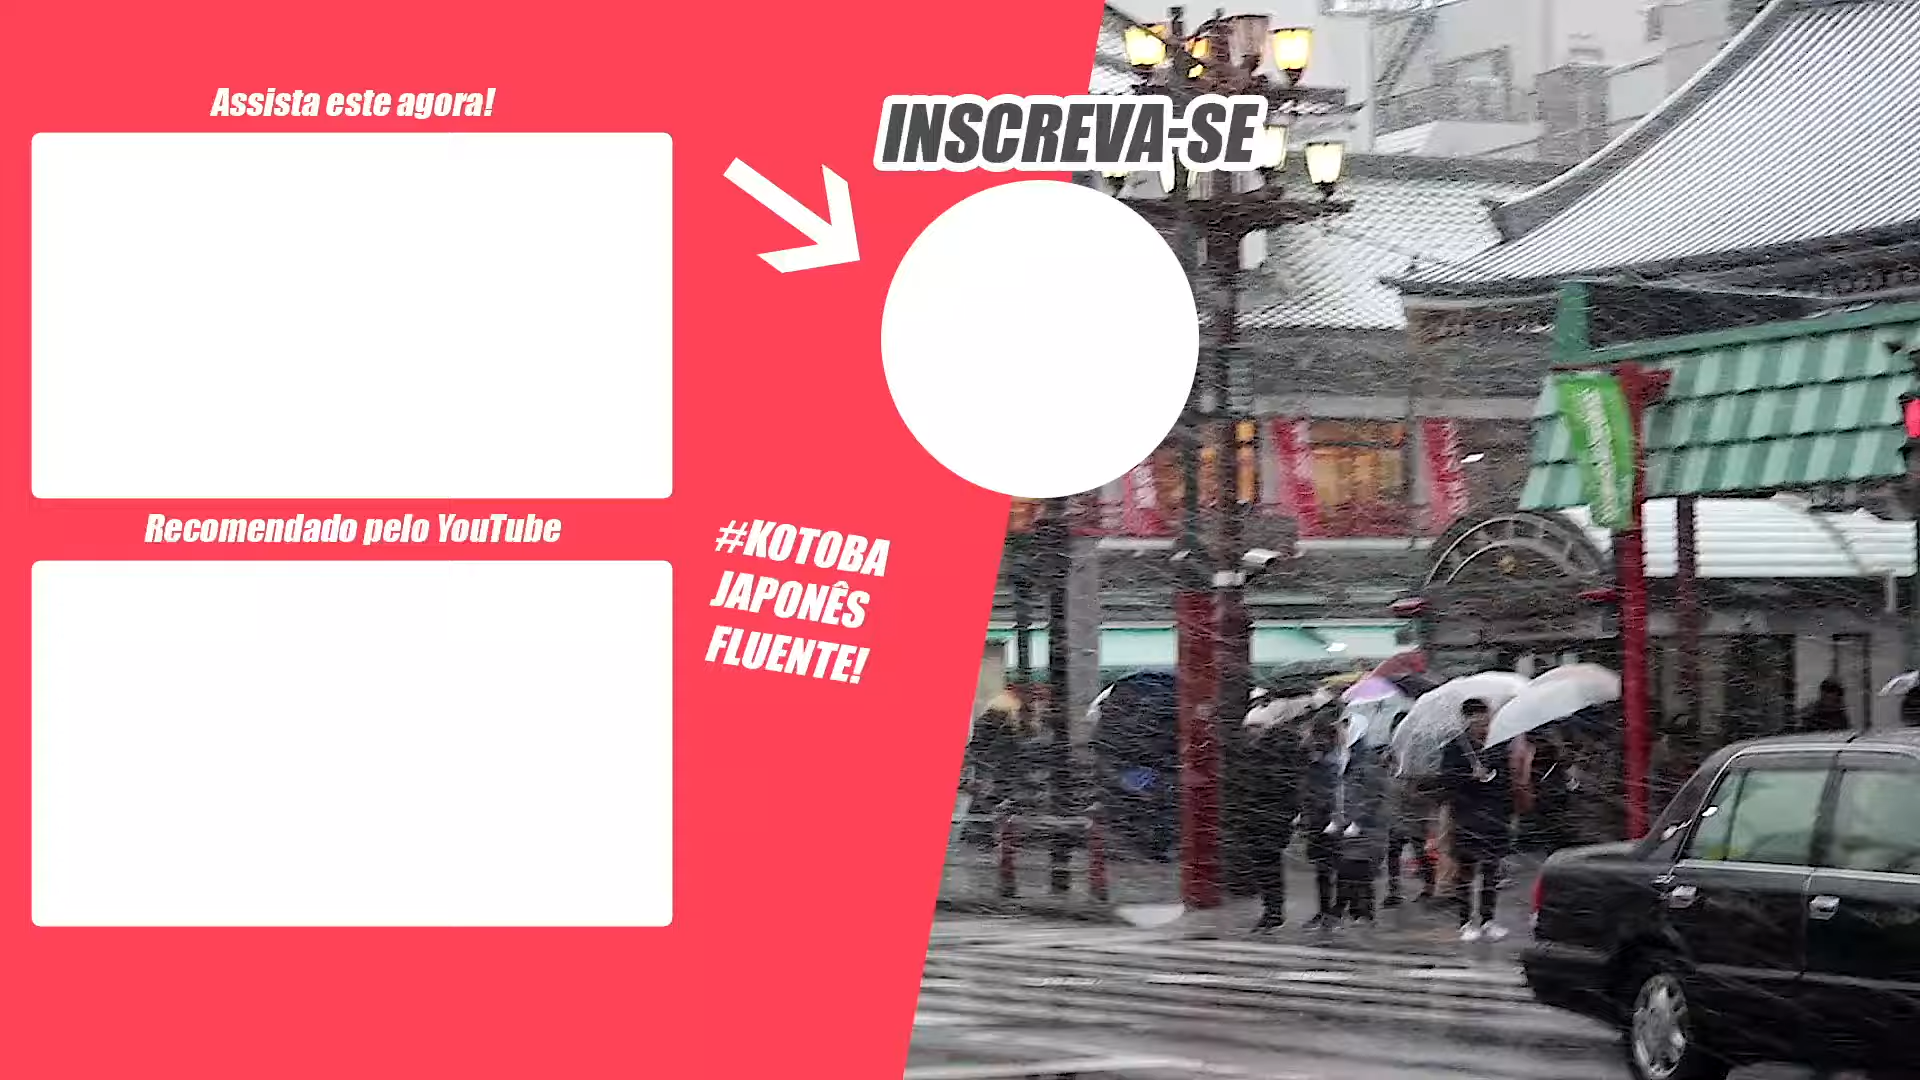 Assista este agora!
INSCREVA-SE
Recomendado pelo YouTube
#KOTOBA
JAPONÊS
FLUENTE!